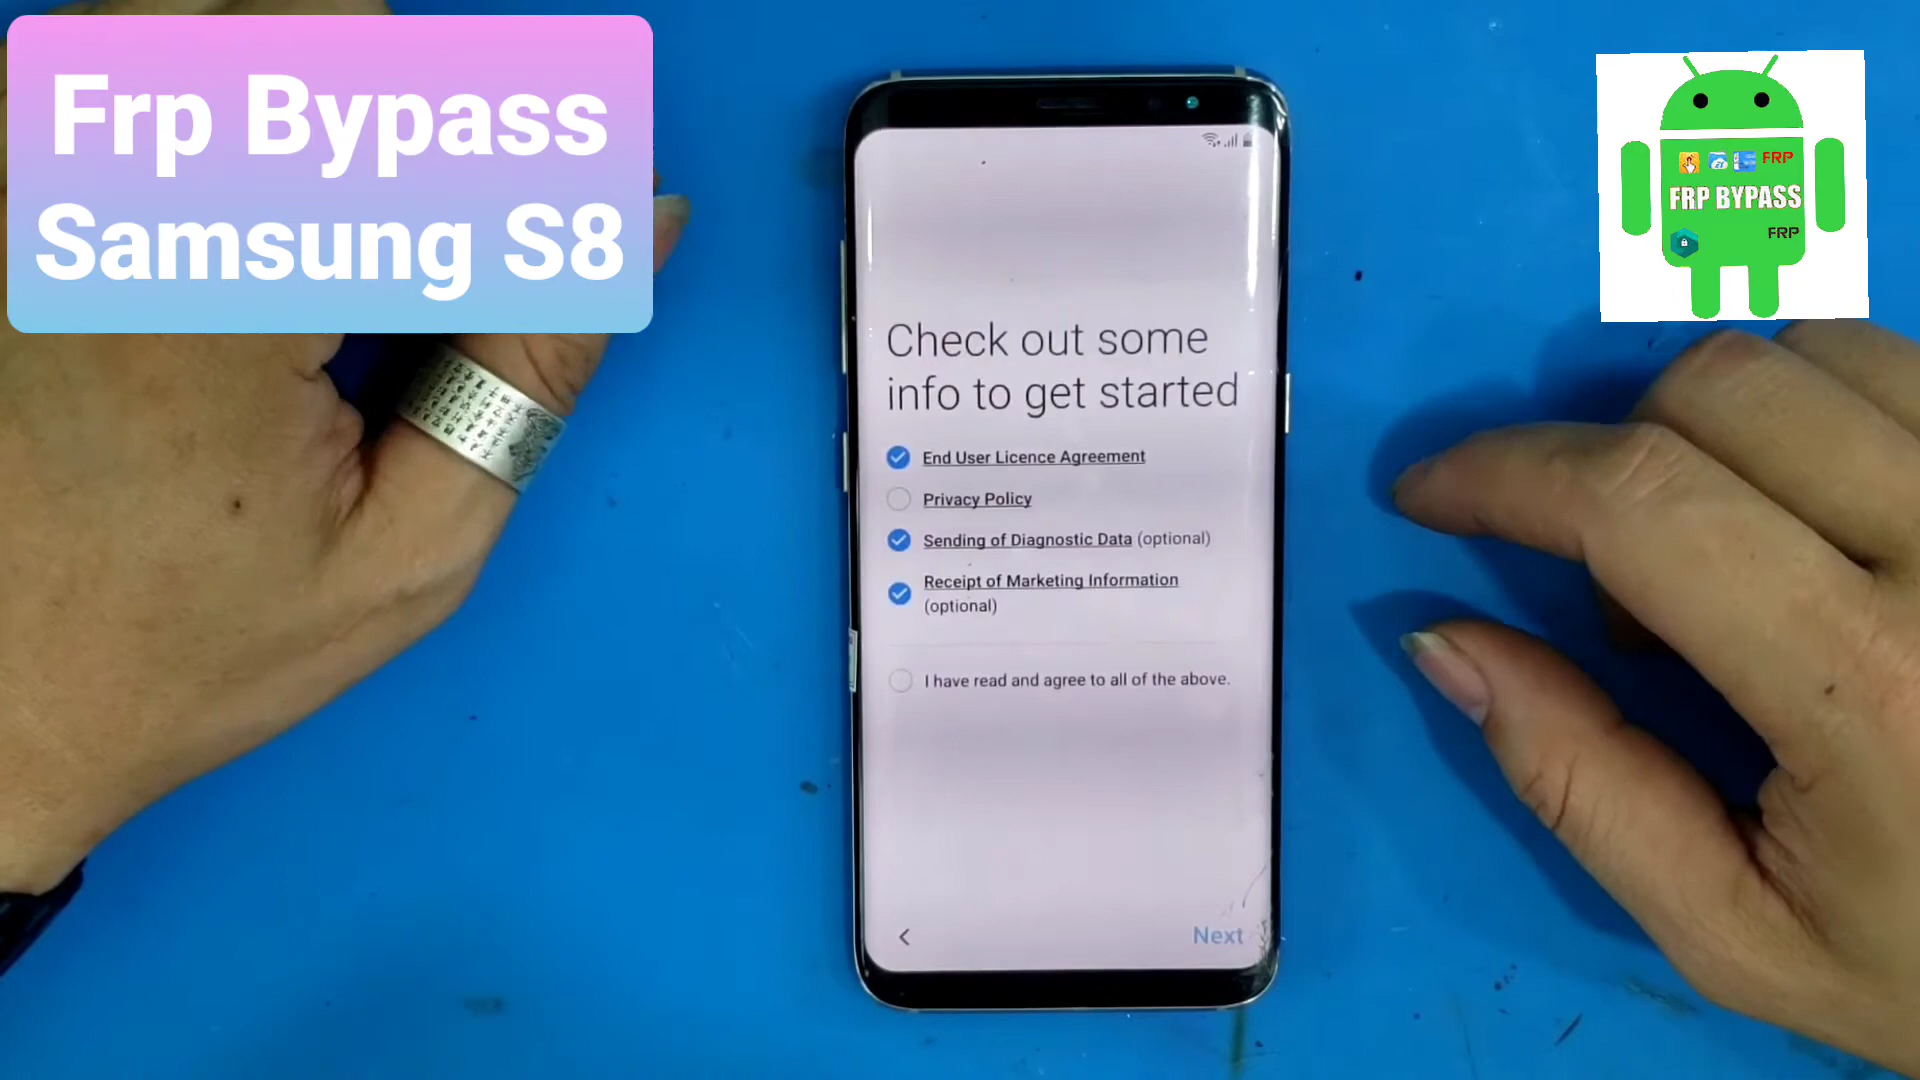 Frp Bypass
Samsung S8
FRP
FRP BYPASS
FRP
Check out some
info to get started
End User Licence Agreement
Privacy Policy
Sending of Diagnostic Data (optional)
Receipt of Marketing Information
(optional)
I have read and agree to all of the above.
Next